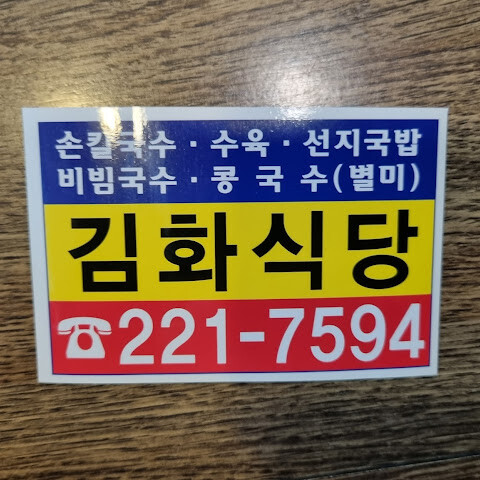 손칼국수 · 수육 · 선지국밥
비빔국수 · 콩국수(별미)
김화식당
☎221-7594